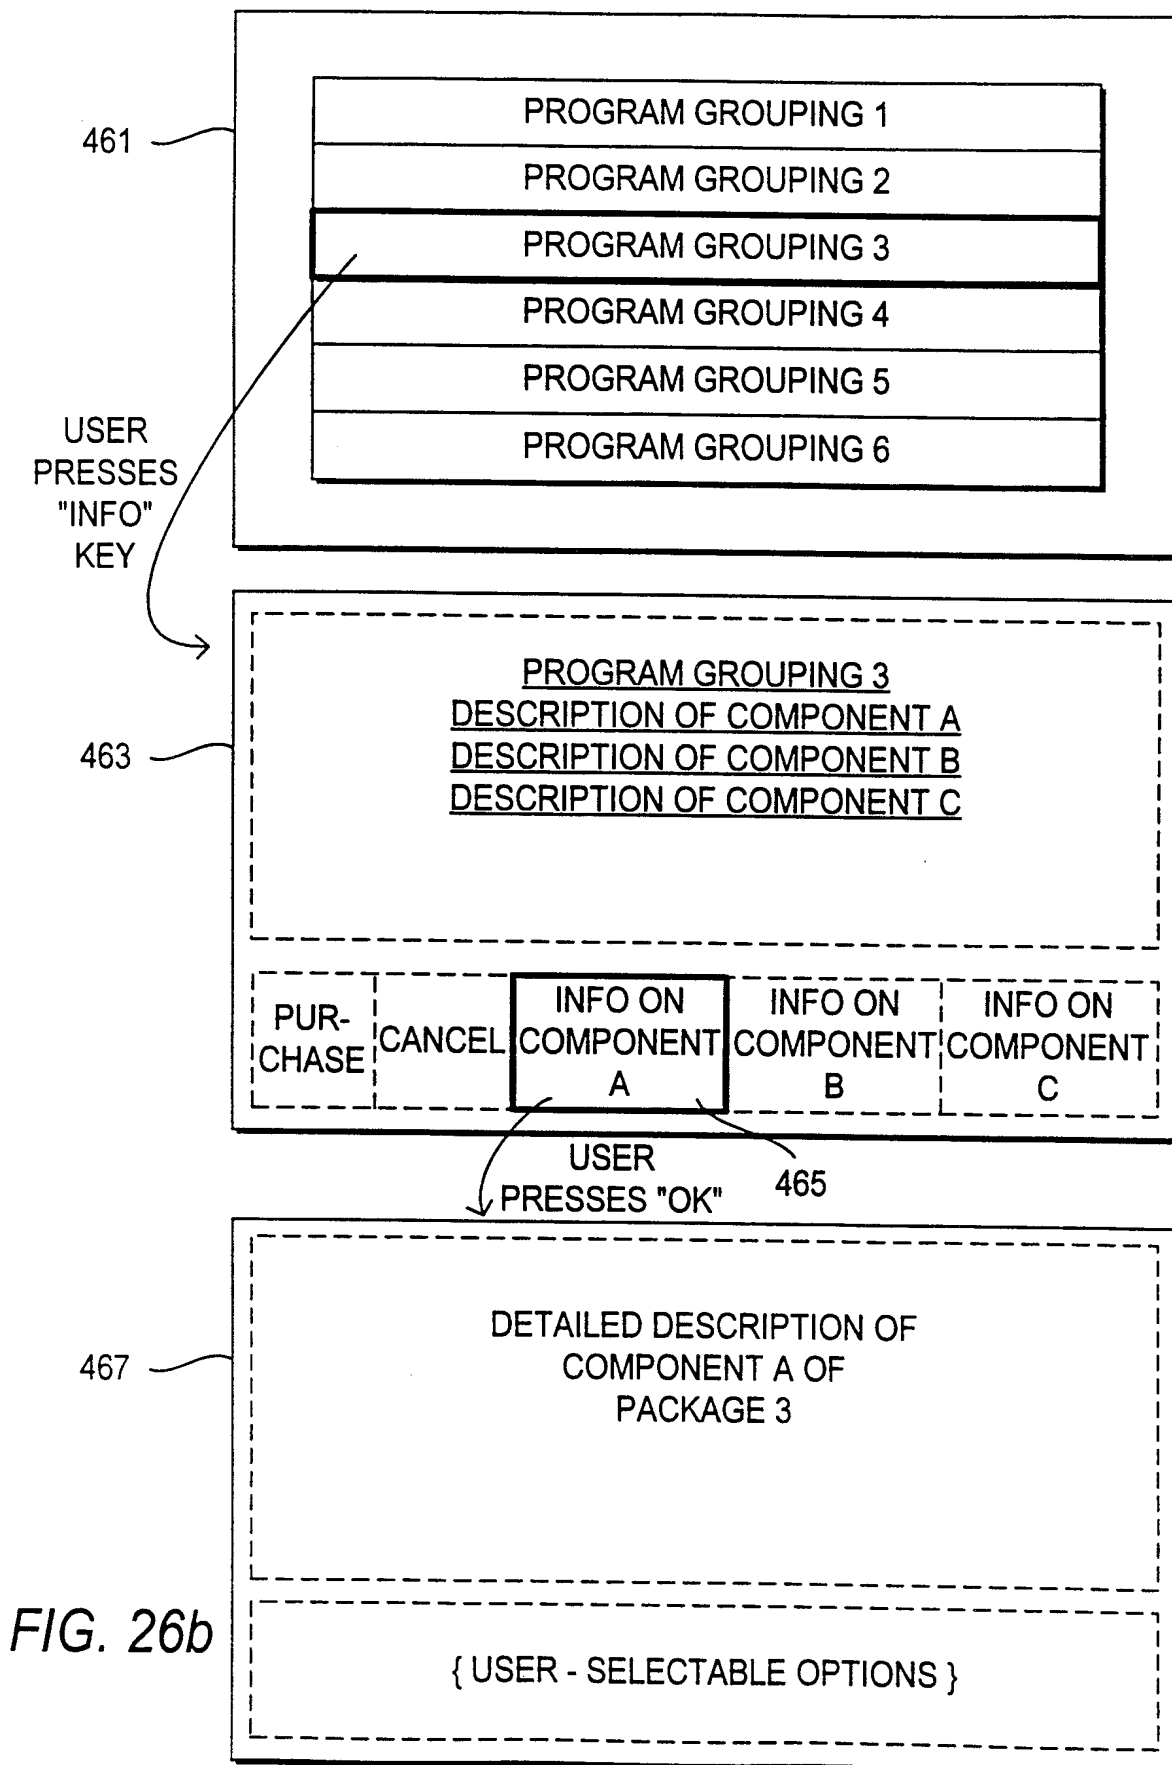 PROGRAM GROUPING 1
461
PROGRAM GROUPING 2
PROGRAM GROUPING 3
PROGRAM GROUPING 4
PROGRAM GROUPING 5
PROGRAM GROUPING 6
USER
PRESSES
"INFO"
KEY
PROGRAM GROUPING 3
DESCRIPTION OF COMPONENT A
463
DESCRIPTION OF COMPONENT B
DESCRIPTION OF COMPONENT C
PUR-
CHASE
CANCEL
INFO ON
COMPONENT
A
INFO ON
COMPONENT
B
INFO ON
COMPONENT
C
USER
PRESSES "OK"
465
467
DETAILED DESCRIPTION OF
COMPONENT A OF
PACKAGE 3
FIG. 26b
{ USER - SELECTABLE OPTIONS }